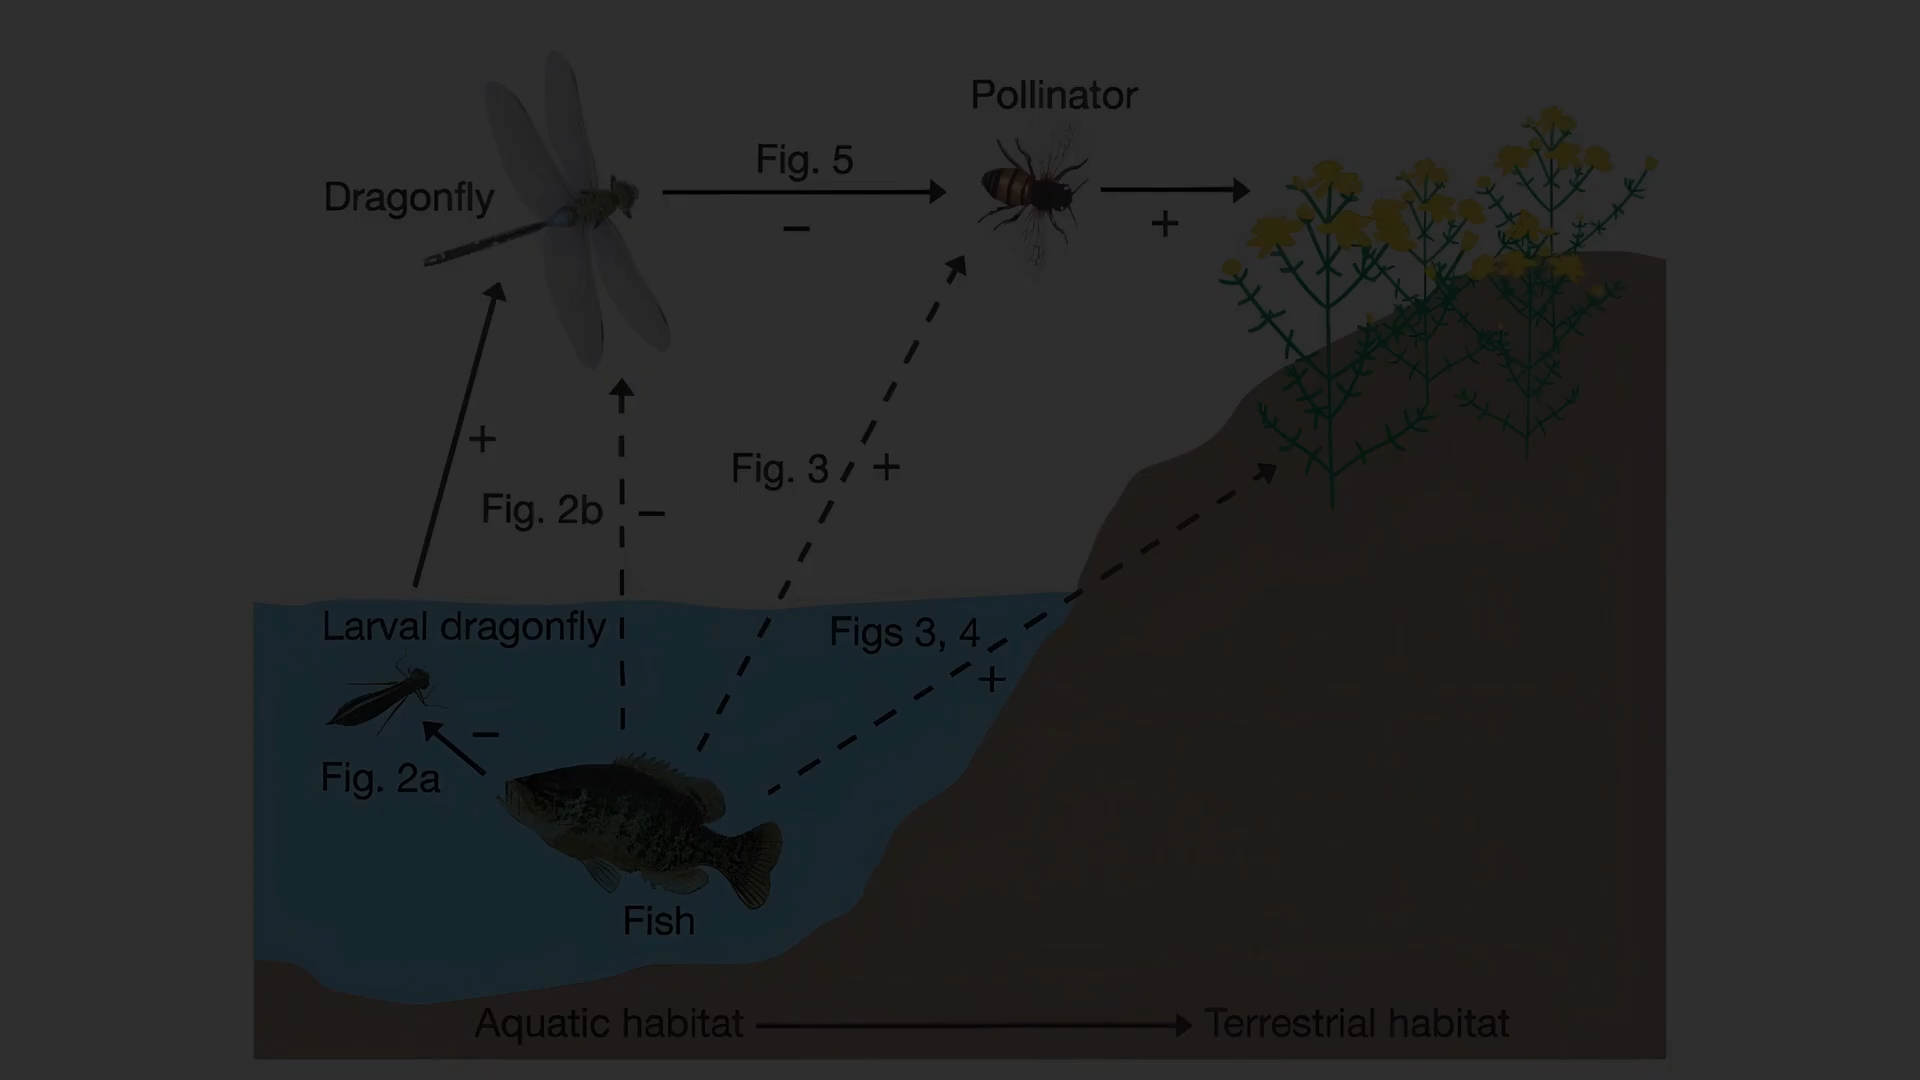 Pollinator
Fig. 5
Dragonfly
−
+
+
Fig. 3
+
Fig. 2b
−
Larval dragonfly
Figs 3, 4
+
−
Fig. 2a
Fish
Aquatic habitat
Terrestrial habitat